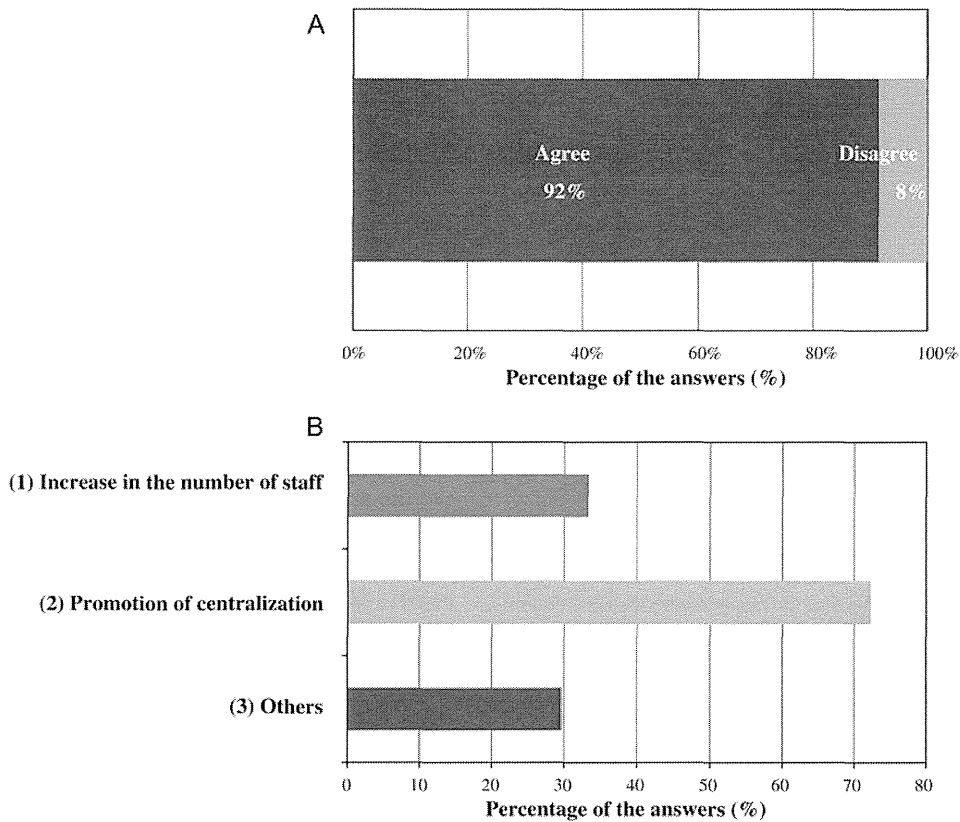 A
Agree
92%
Disagree
8%
0% 20% 40% 60% 80% 100%
Percentage of the answers (%)
B
(1) Increase in the number of staff
(2) Promotion of centralization
(3) Others
0 10 20 30 40 50 60 70 80
Percentage of the answers (%)